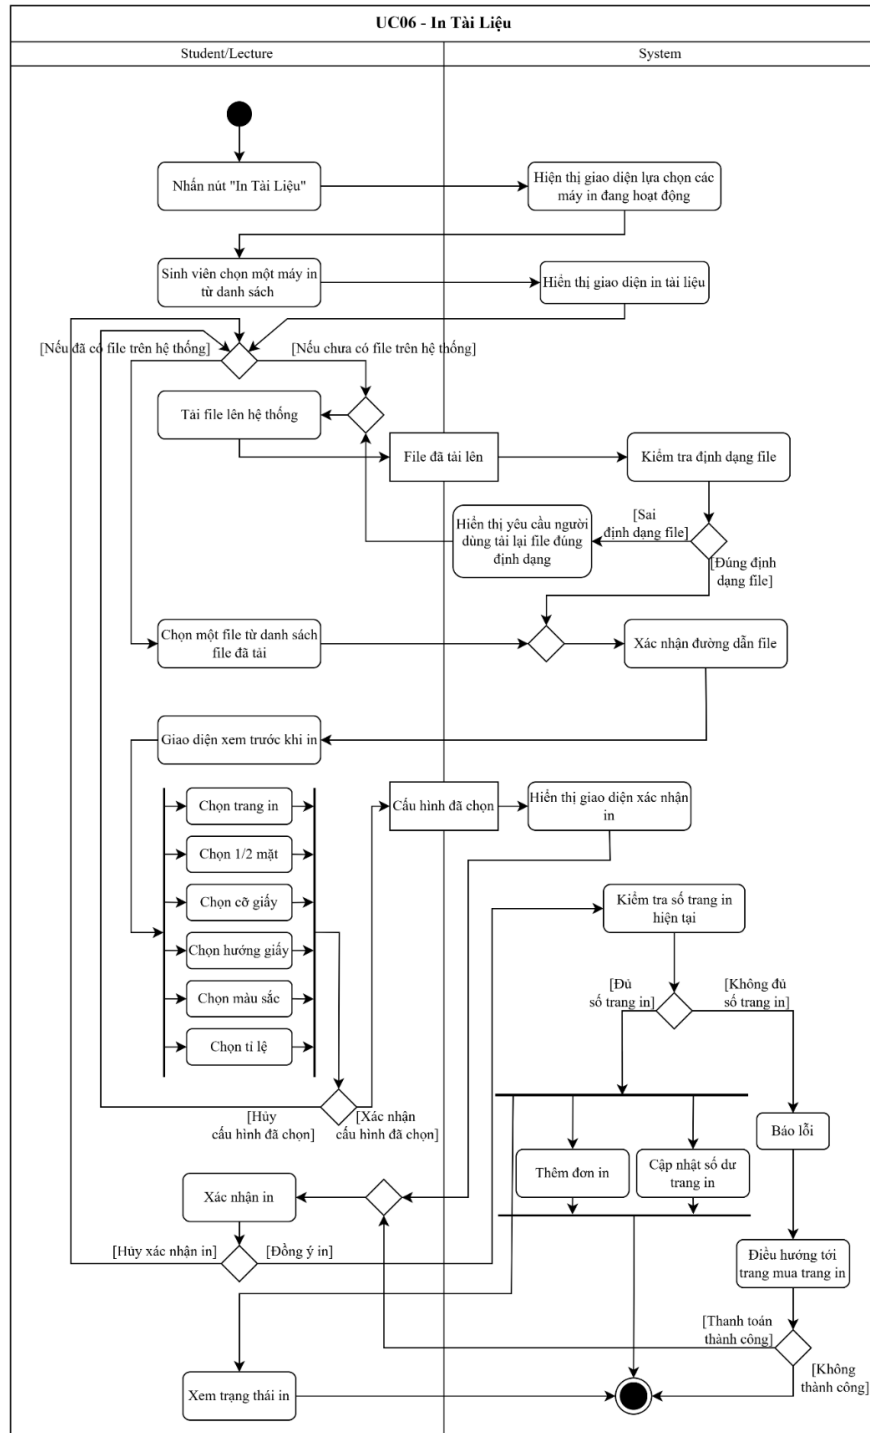 UC06 - In Tài Liệu
Student/Lecture
System
Nhấn nút "In Tài Liệu"
Hiện thị giao diện lựa chọn các
máy in đang hoạt động
Sinh viên chọn một máy in
từ danh sách
Hiển thị giao diện in tài liệu
[Nếu đã có file trên hệ thống]
[Nếu chưa có file trên hệ thống]
Tải file lên hệ thống
File đã tải lên
Kiểm tra định dạng file
Hiển thị yêu cầu người
dùng tải lại file đúng
định dạng
[Sai
định dạng file]
[Đúng định
dạng file]
Chọn một file từ danh sách
file đã tải
Xác nhận đường dẫn file
Giao diện xem trước khi in
Chọn trang in
Chọn 1/2 mặt
Chọn cỡ giấy
Chọn hướng giấy
Chọn màu sắc
Chọn tỉ lệ
Cấu hình đã chọn
Hiển thị giao diện xác nhận
in
Kiểm tra số trang in
hiện tại
[Đủ
số trang in]
[Không đủ
số trang in]
[Hủy
cấu hình đã chọn]
[Xác nhận
cấu hình đã chọn]
Báo lỗi
Thêm đơn in
Cập nhật số dư
trang in
Xác nhận in
[Hủy xác nhận in]
[Đồng ý in]
Điều hướng tới
trang mua trang in
[Thanh toán
thành công]
[Không
thành công]
Xem trạng thái in